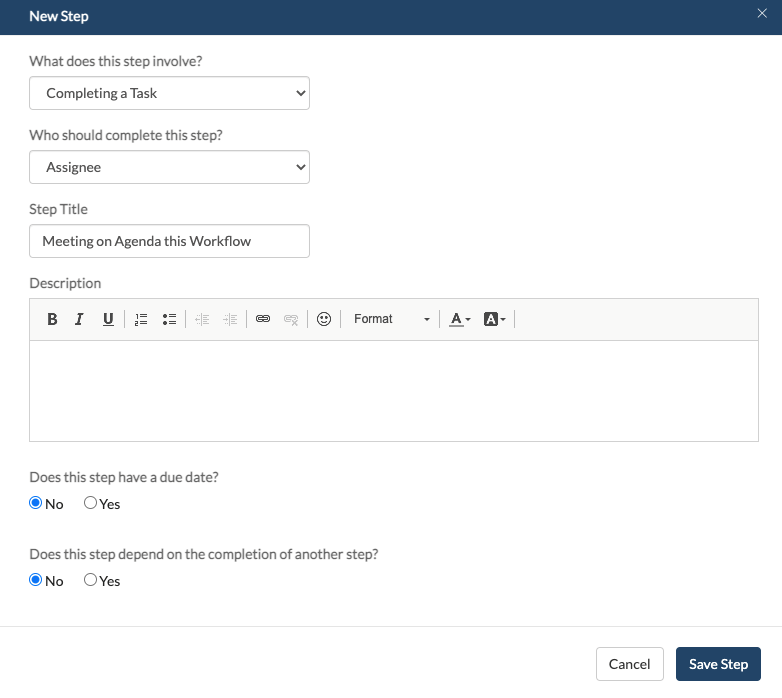 New Step
What does this step involve?
Completing a Task
Who should complete this step?
Assignee
Step Title
Meeting on Agenda this Workflow
Description
B I U Format A A
Does this step have a due date?
No Yes
Does this step depend on the completion of another step?
No Yes
Cancel Save Step